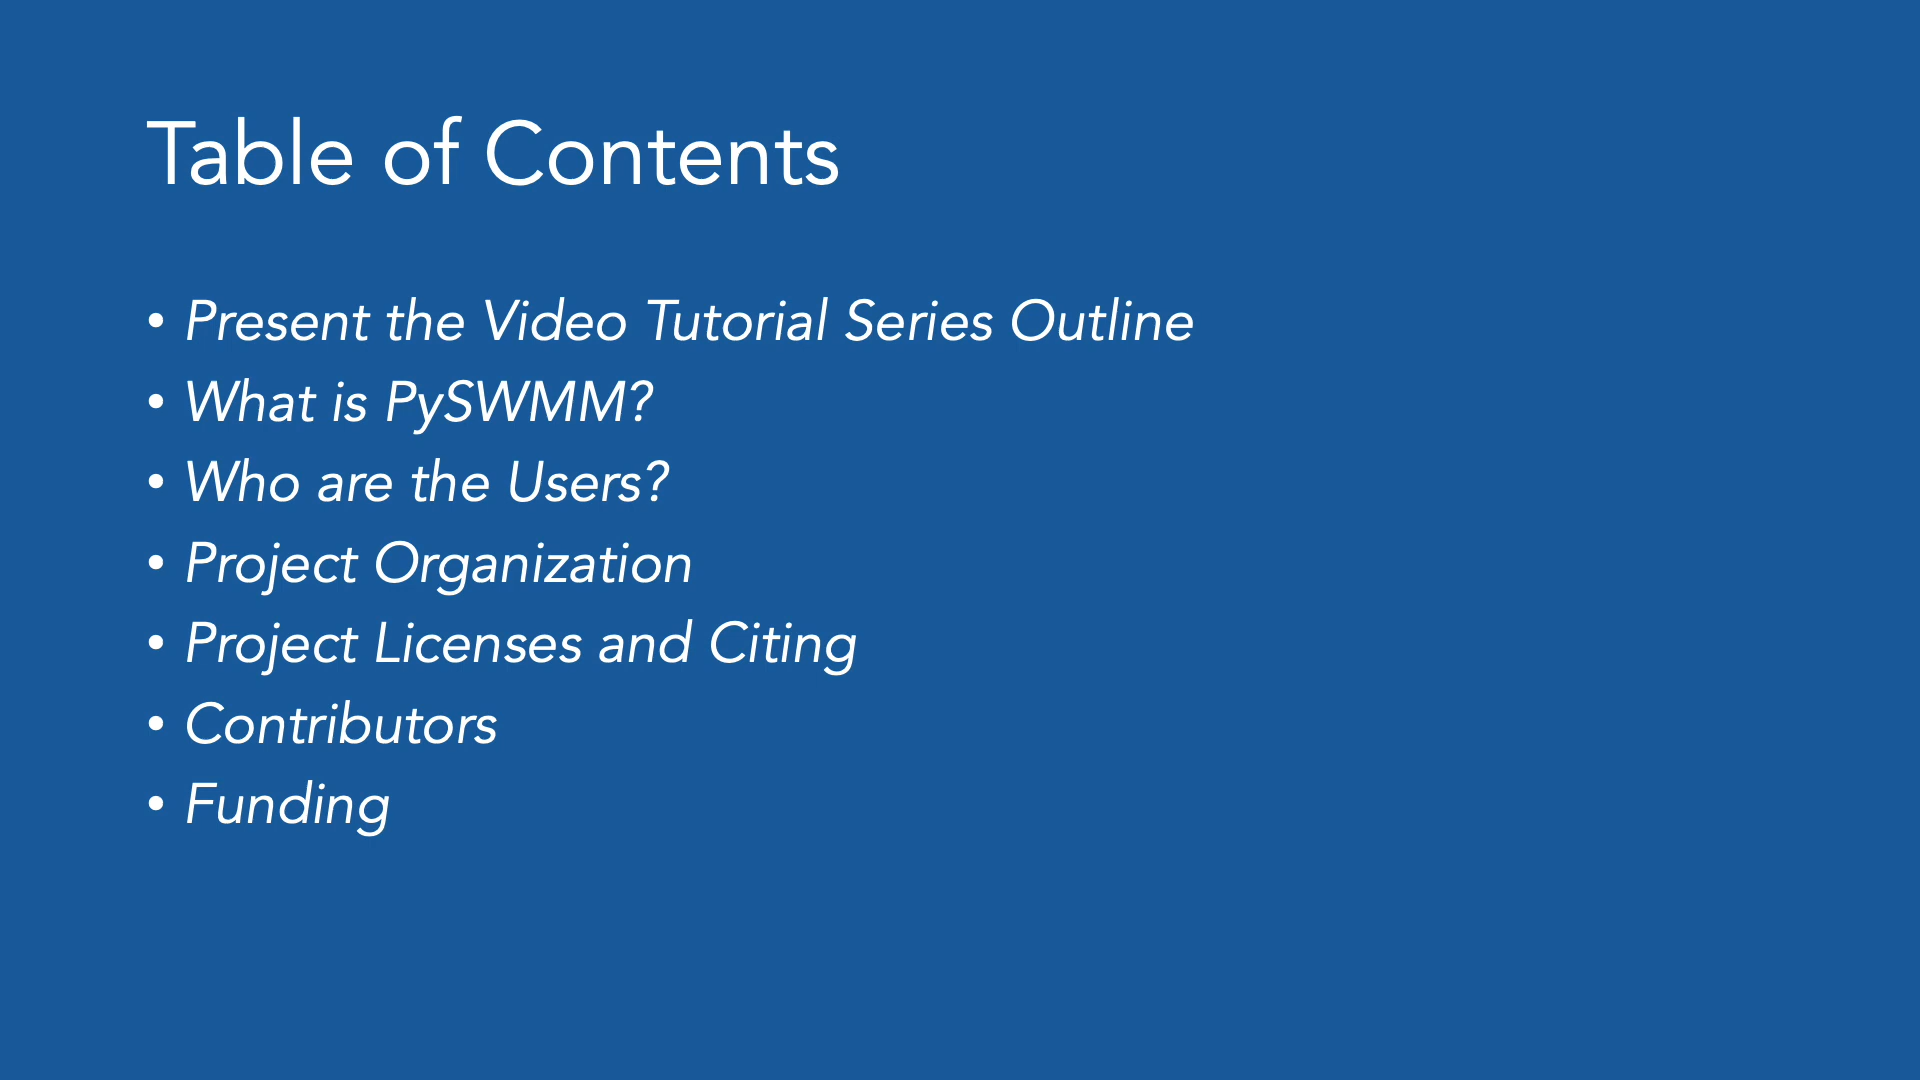 Table of Contents
• Present the Video Tutorial Series Outline
• What is PySWMM?
• Who are the Users?
• Project Organization
• Project Licenses and Citing
• Contributors
• Funding